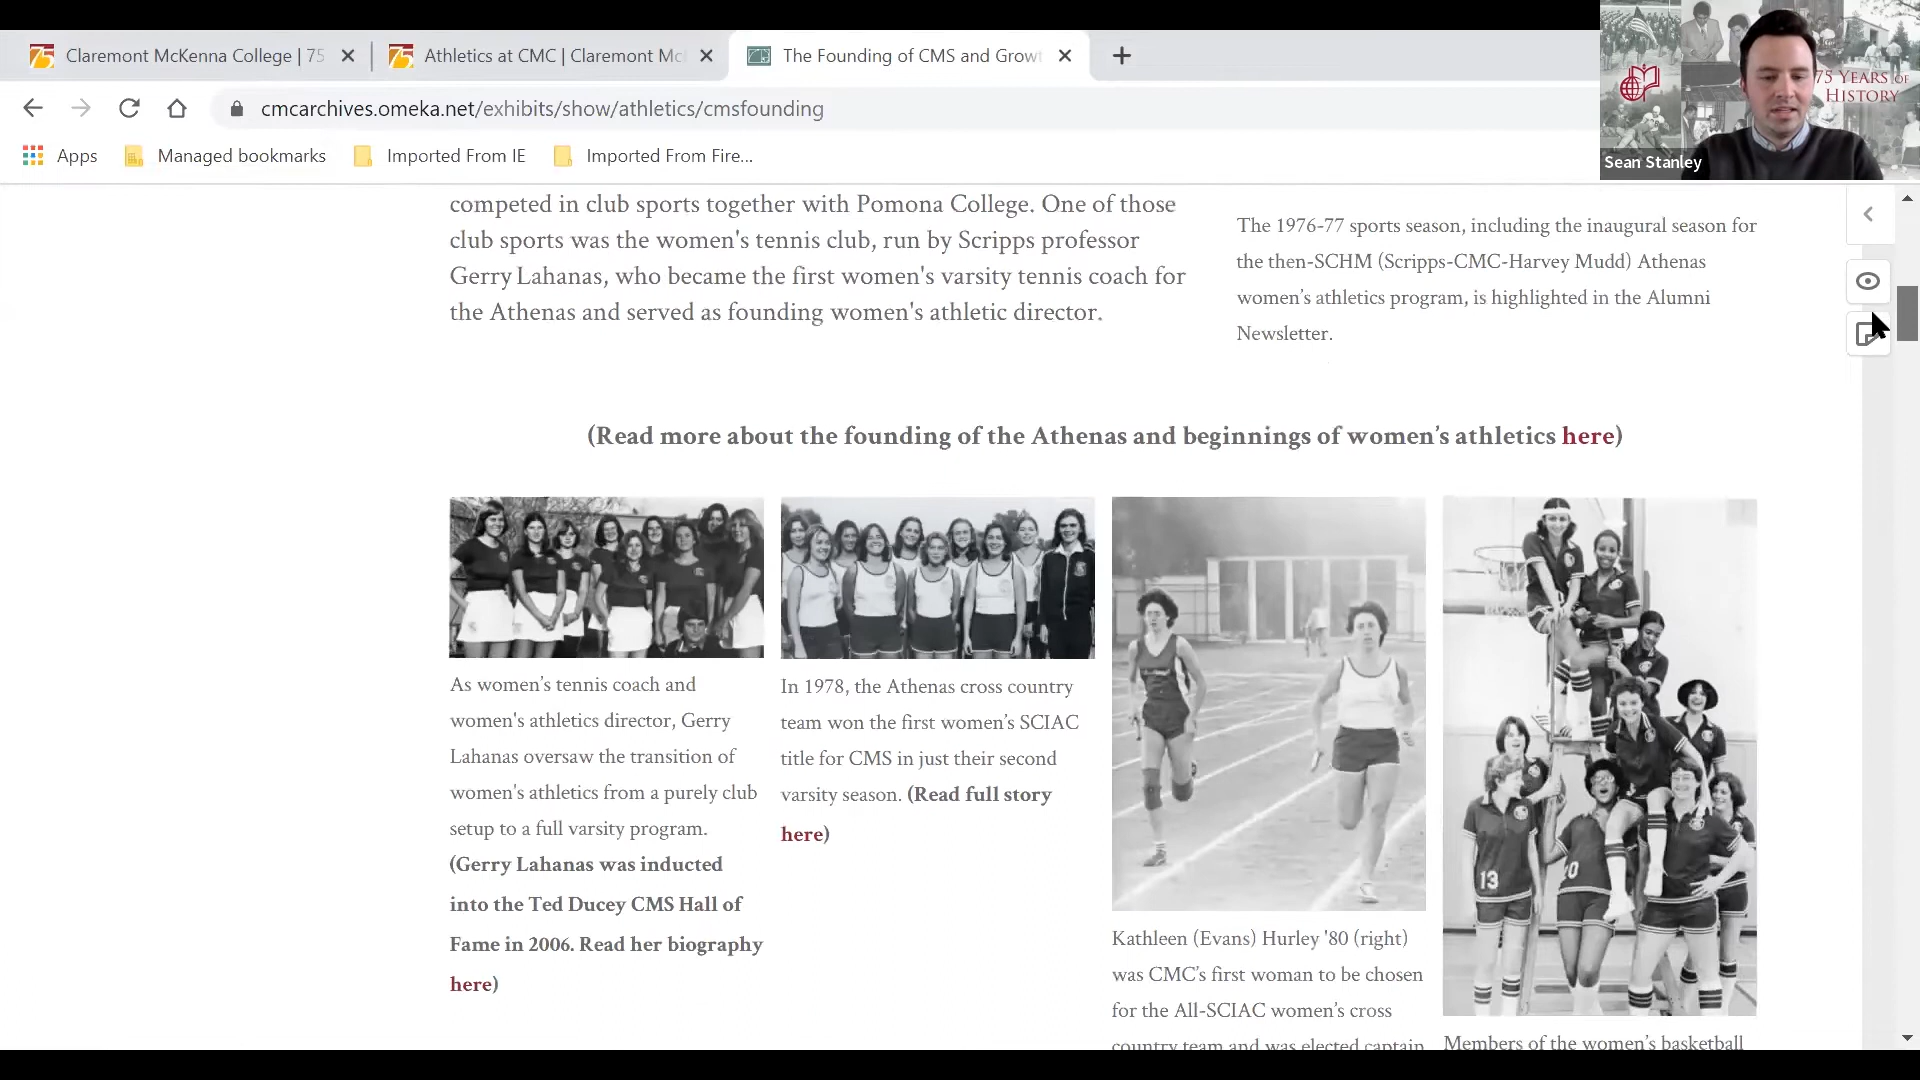 Claremont McKenna College | 75
Athletics at CMC | Claremont Mc
The Founding of CMS and Growt
cmcarchives.omeka.net/exhibits/show/athletics/cmsfounding
Apps
Managed bookmarks
Imported From IE
Imported From Fire...
75 YEARS OF
HISTORY
Sean Stanley
competed in club sports together with Pomona College. One of those
club sports was the women's tennis club, run by Scripps professor
Gerry Lahanas, who became the first women's varsity tennis coach for
the Athenas and served as founding women's athletic director.
The 1976-77 sports season, including the inaugural season for
the then-SCHM (Scripps-CMC-Harvey Mudd) Athenas
women’s athletics program, is highlighted in the Alumni
Newsletter.
(Read more about the founding of the Athenas and beginnings of women’s athletics here)
As women’s tennis coach and
women's athletics director, Gerry
Lahanas oversaw the transition of
women's athletics from a purely club
setup to a full varsity program.
(Gerry Lahanas was inducted
into the Ted Ducey CMS Hall of
Fame in 2006. Read her biography
here)
In 1978, the Athenas cross country
team won the first women’s SCIAC
title for CMS in just their second
varsity season. (Read full story
here)
13
20
Kathleen (Evans) Hurley '80 (right)
was CMC’s first woman to be chosen
for the All-SCIAC women’s cross
country team and was elected captain
Members of the women’s basketball